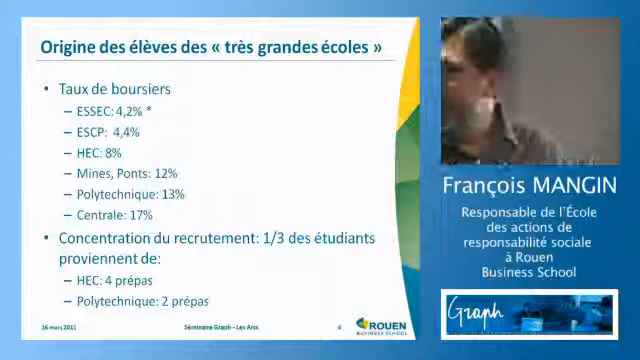 Origine des élèves des « très grandes écoles »
• Taux de boursiers
– ESSEC: 4,2% *
– ESCP: 4,4%
– HEC: 8%
– Mines, Ponts: 12%
– Polytechnique: 13%
– Centrale: 17%
• Concentration du recrutement: 1/3 des étudiants
proviennent de:
– HEC: 4 prépas
– Polytechnique: 2 prépas
16 mars 2011 Séminaire Graph - Les Arcs 4
ROUEN
BUSINESS SCHOOL
François MANGIN
Responsable de l'École
des actions de
responsabilité sociale
à Rouen
Business School
Graph